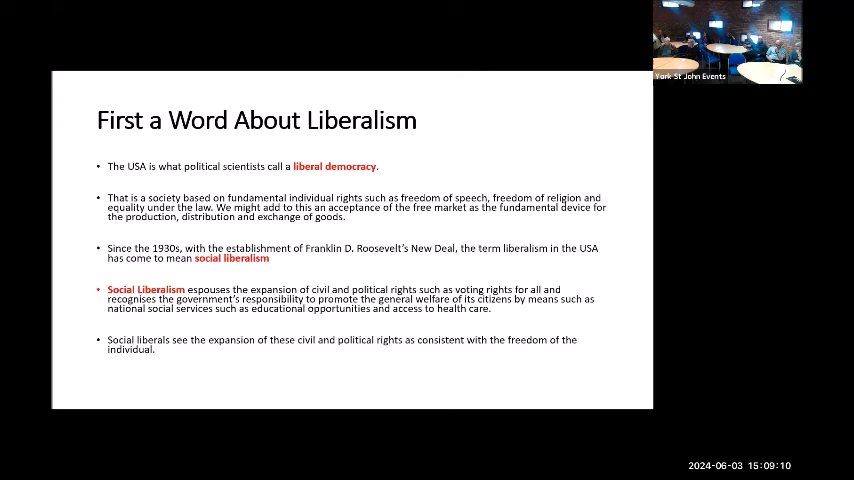 York St John Events
First a Word About Liberalism
• The USA is what political scientists call a liberal democracy.
• That is a society based on fundamental individual rights such as freedom of speech, freedom of religion and
equality under the law. We might add to this an acceptance of the free market as the fundamental device for
the production, distribution and exchange of goods.
• Since the 1930s, with the establishment of Franklin D. Roosevelt’s New Deal, the term liberalism in the USA
has come to mean social liberalism
• Social Liberalism espouses the expansion of civil and political rights such as voting rights for all and
recognises the government’s responsibility to promote the general welfare of its citizens by means such as
national social services such as educational opportunities and access to health care.
• Social liberals see the expansion of these civil and political rights as consistent with the freedom of the
individual.
2024-06-03 15:09:10